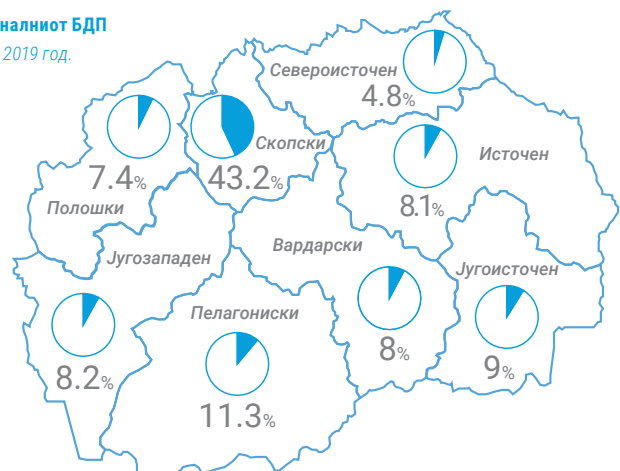 налниот БДП
2019 год.
Североисточен
4.8%
Скопски
43.2%
7.4%
Полошки
Источен
8.1%
Југозападен
8.2%
Вардарски
8%
Југоисточен
9%
Пелагониски
11.3%